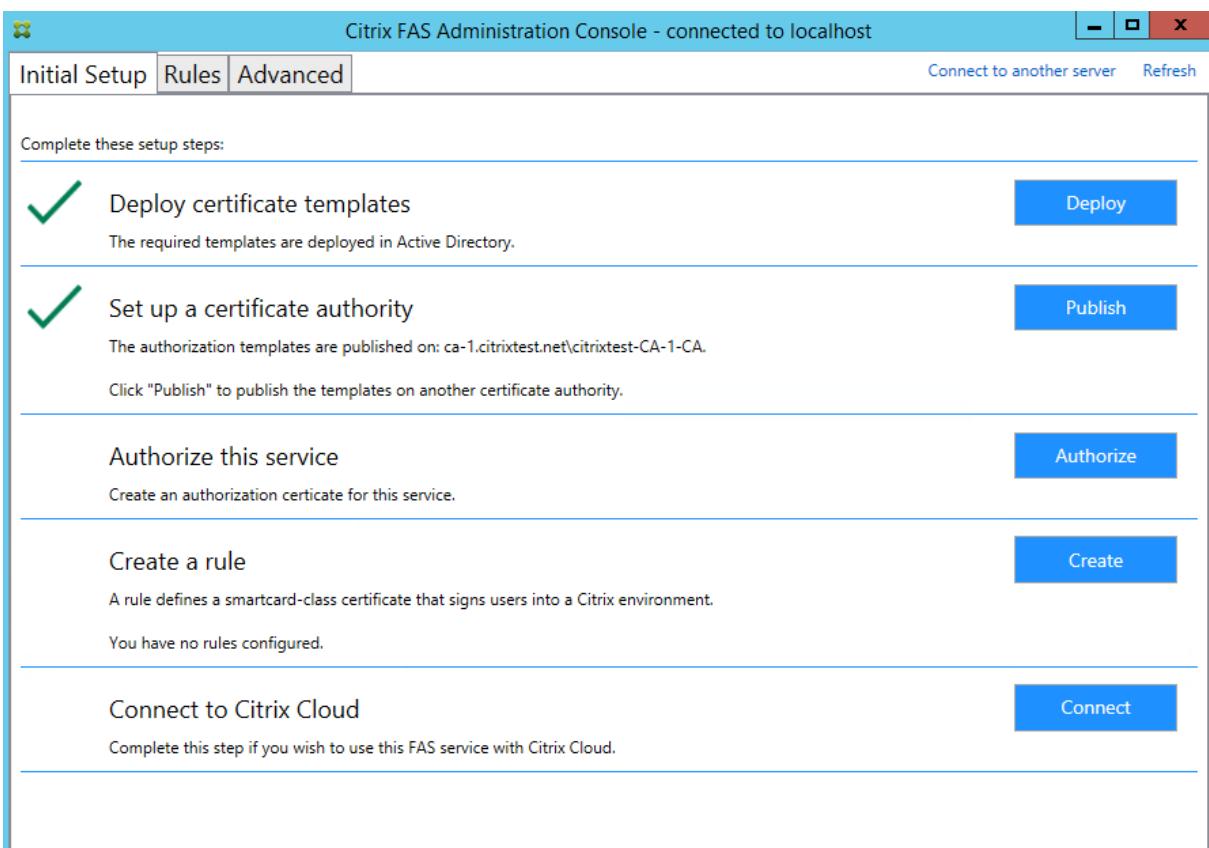 Citrix FAS Administration Console - connected to localhost
Initial Setup Rules Advanced Connect to another server Refresh
Complete these setup steps:
Deploy certificate templates Deploy
The required templates are deployed in Active Directory.
Set up a certificate authority Publish
The authorization templates are published on: ca-1.citrixtest.net\citrixtest-CA-1-CA.
Click "Publish" to publish the templates on another certificate authority.
Authorize this service Authorize
Create an authorization certicate for this service.
Create a rule Create
A rule defines a smartcard-class certificate that signs users into a Citrix environment.
You have no rules configured.
Connect to Citrix Cloud Connect
Complete this step if you wish to use this FAS service with Citrix Cloud.